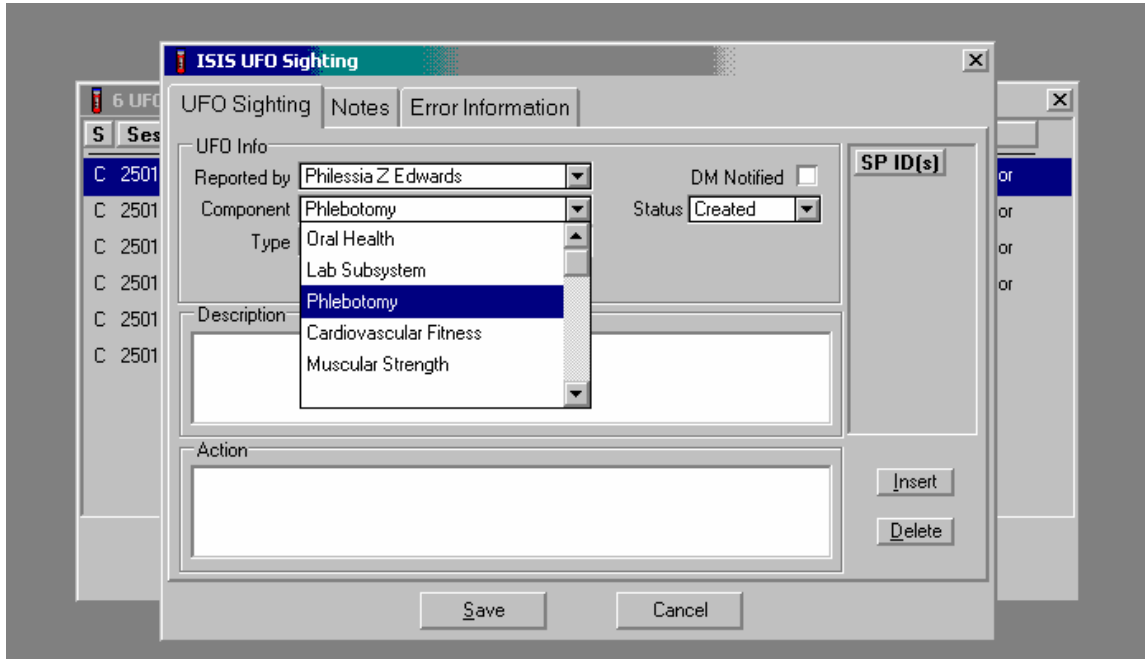 ISIS UFO Sighting
6 UFO
UFO Sighting Notes Error Information
S Ses
UFO Info
SP ID(s)
C 2501 or
Reported by Philessia Z Edwards DM Notified
C 2501 or
Component Phlebotomy Status Created
C 2501 or
Type Oral Health
Lab Subsystem
C 2501 or
Phlebotomy
C 2501
Description
Cardiovascular Fitness
C 2501
Muscular Strength
Action
Insert
Delete
Save Cancel